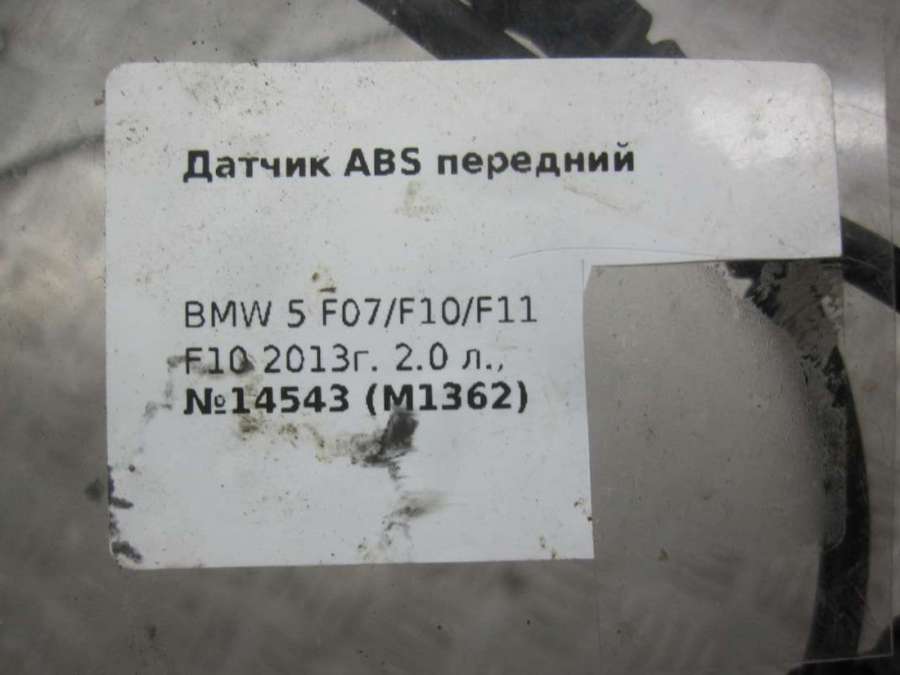 Датчик ABS передний
BMW 5 F07/F10/F11
F10 2013г. 2.0 л.,
№14543 (M1362)